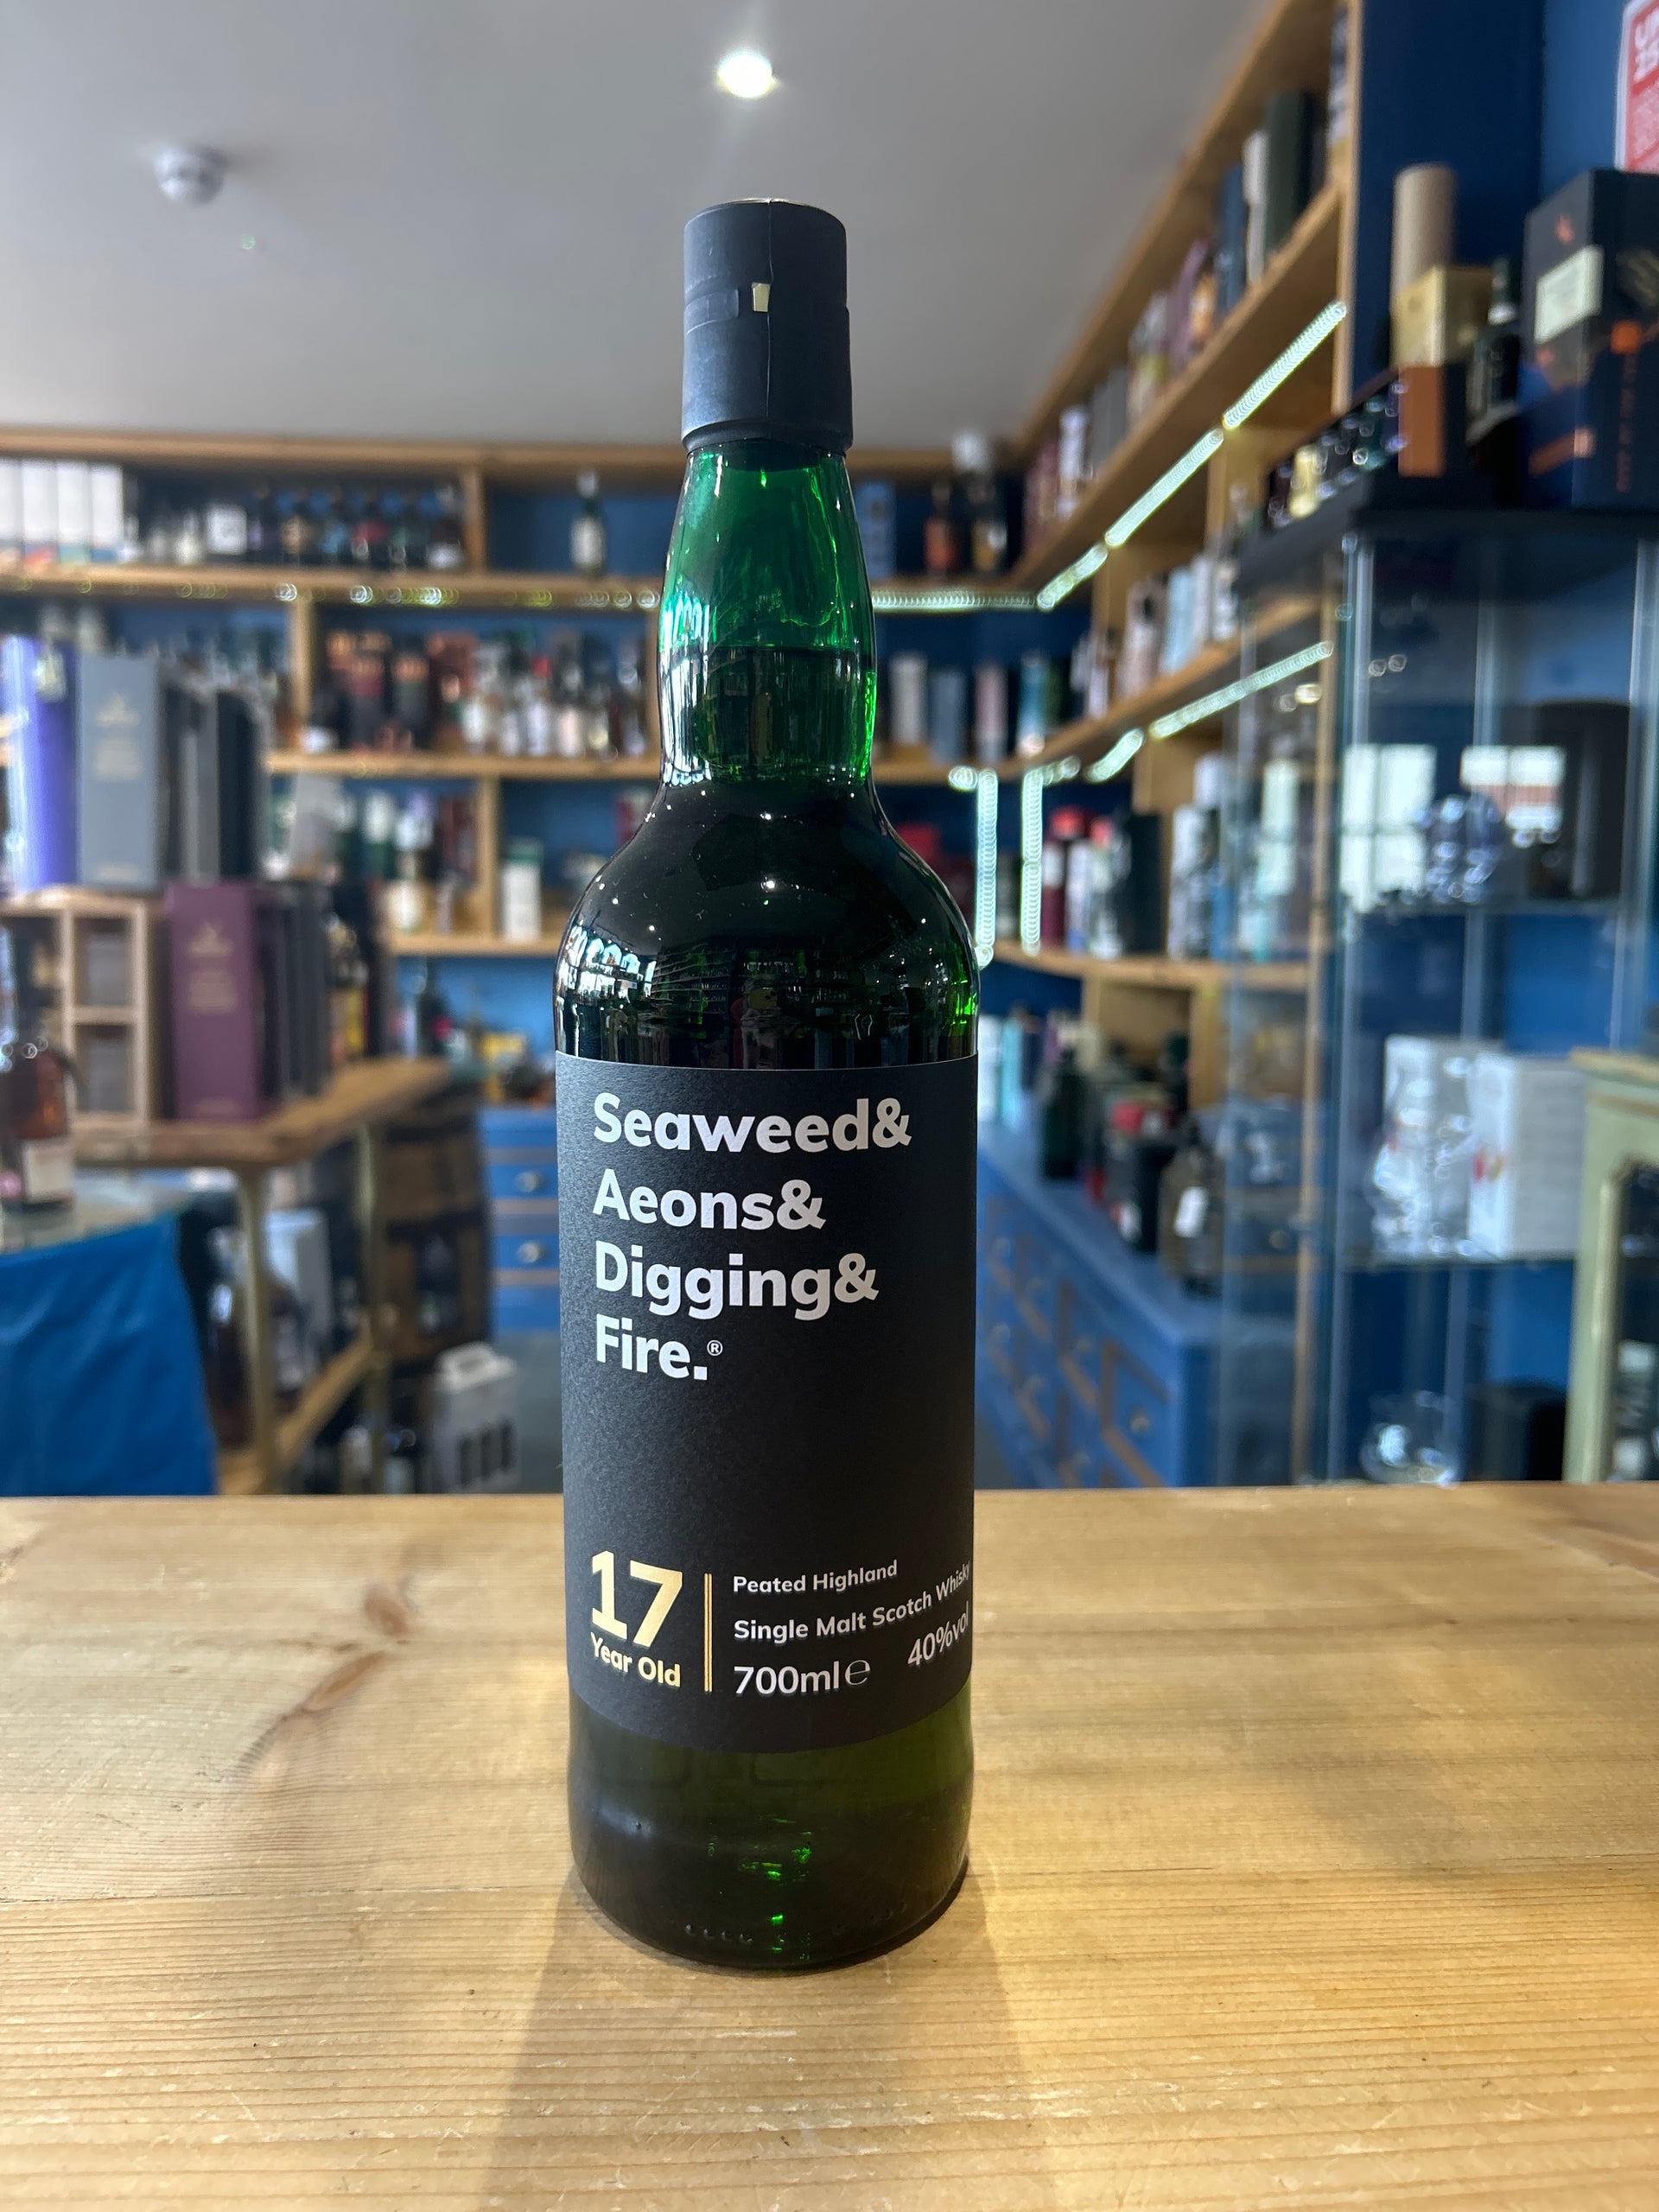 Seaweed&
Aeons&
Digging&
Fire.®
17
Year Old
Peated Highland
Single Malt Scotch Whisky
700ml℮ 40%vol